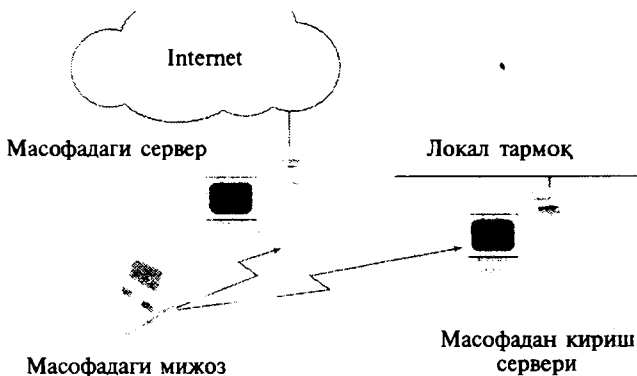 Internet
Масофадаги сервер
Локал тармоқ
Масофадаги мижоз
Масофадан кириш
сервери